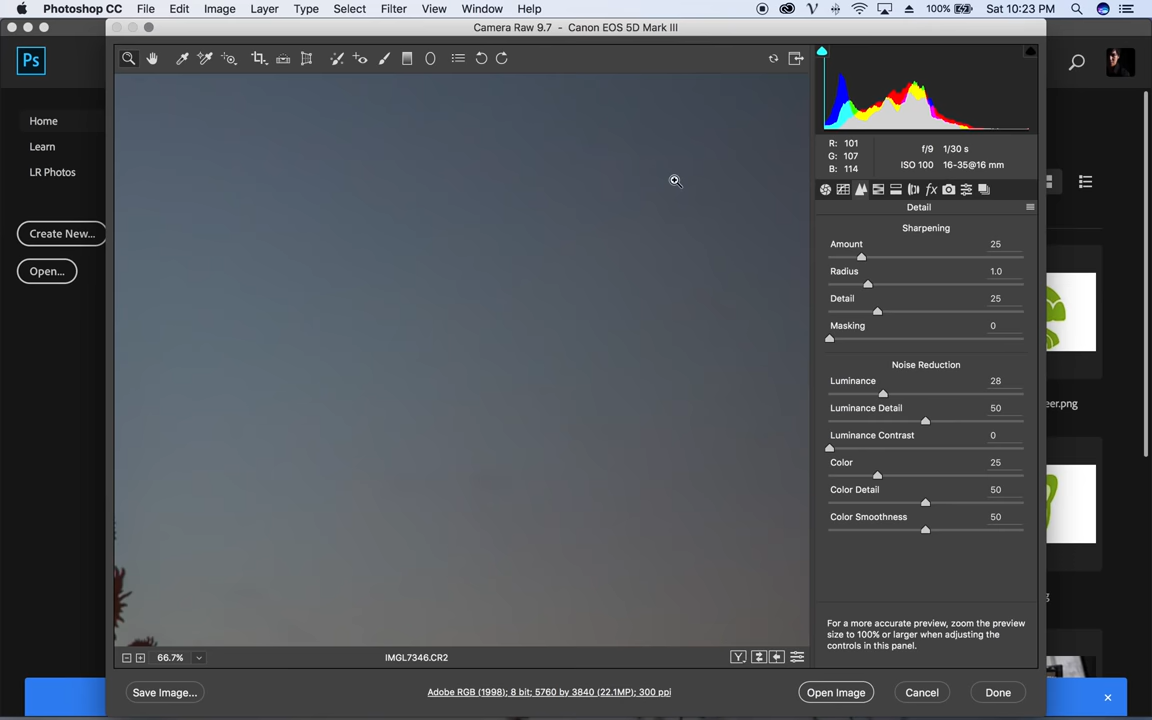 Photoshop CC File Edit Image Layer Type Select Filter View Window Help 100% Sat 10:23 PM
Camera Raw 9.7 - Canon EOS 5D Mark III
Ps
Home
Learn
LR Photos
Create New...
Open...
R: 101
G: 107
B: 114
f/9 1/30 s
ISO 100 16-35@16 mm
fx
Detail
Sharpening
Amount 25
Radius 1.0
Detail 25
Masking 0
Noise Reduction
Luminance 28
Luminance Detail 50
Luminance Contrast 0
Color 25
Color Detail 50
Color Smoothness 50
eer.png
For a more accurate preview, zoom the preview
size to 100% or larger when adjusting the
controls in this panel.
66.7% IMGL7346.CR2 Y
Save Image... Adobe RGB (1998); 8 bit; 5760 by 3840 (22.1MP); 300 ppi Open Image Cancel Done